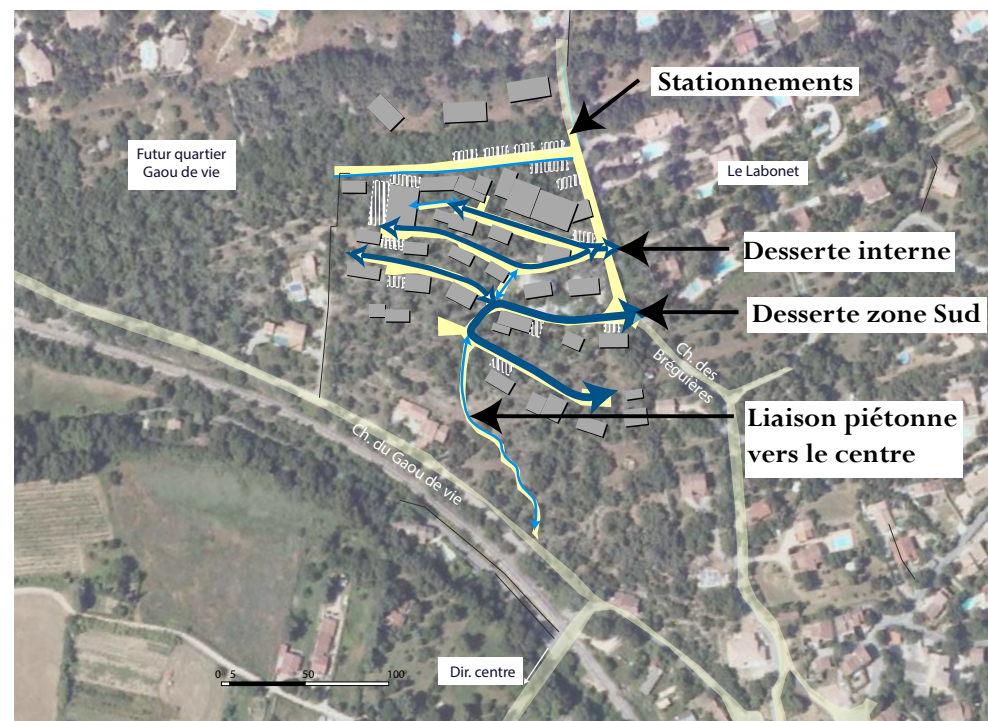 Stationnements
Futur quartier
Gaou de vie
Le Labonet
Desserte interne
Desserte zone Sud
Ch. des
Bréguières
Liaison piétonne
vers le centre
Ch. du Gaou de vie
Dir. centre
0 5 50 100